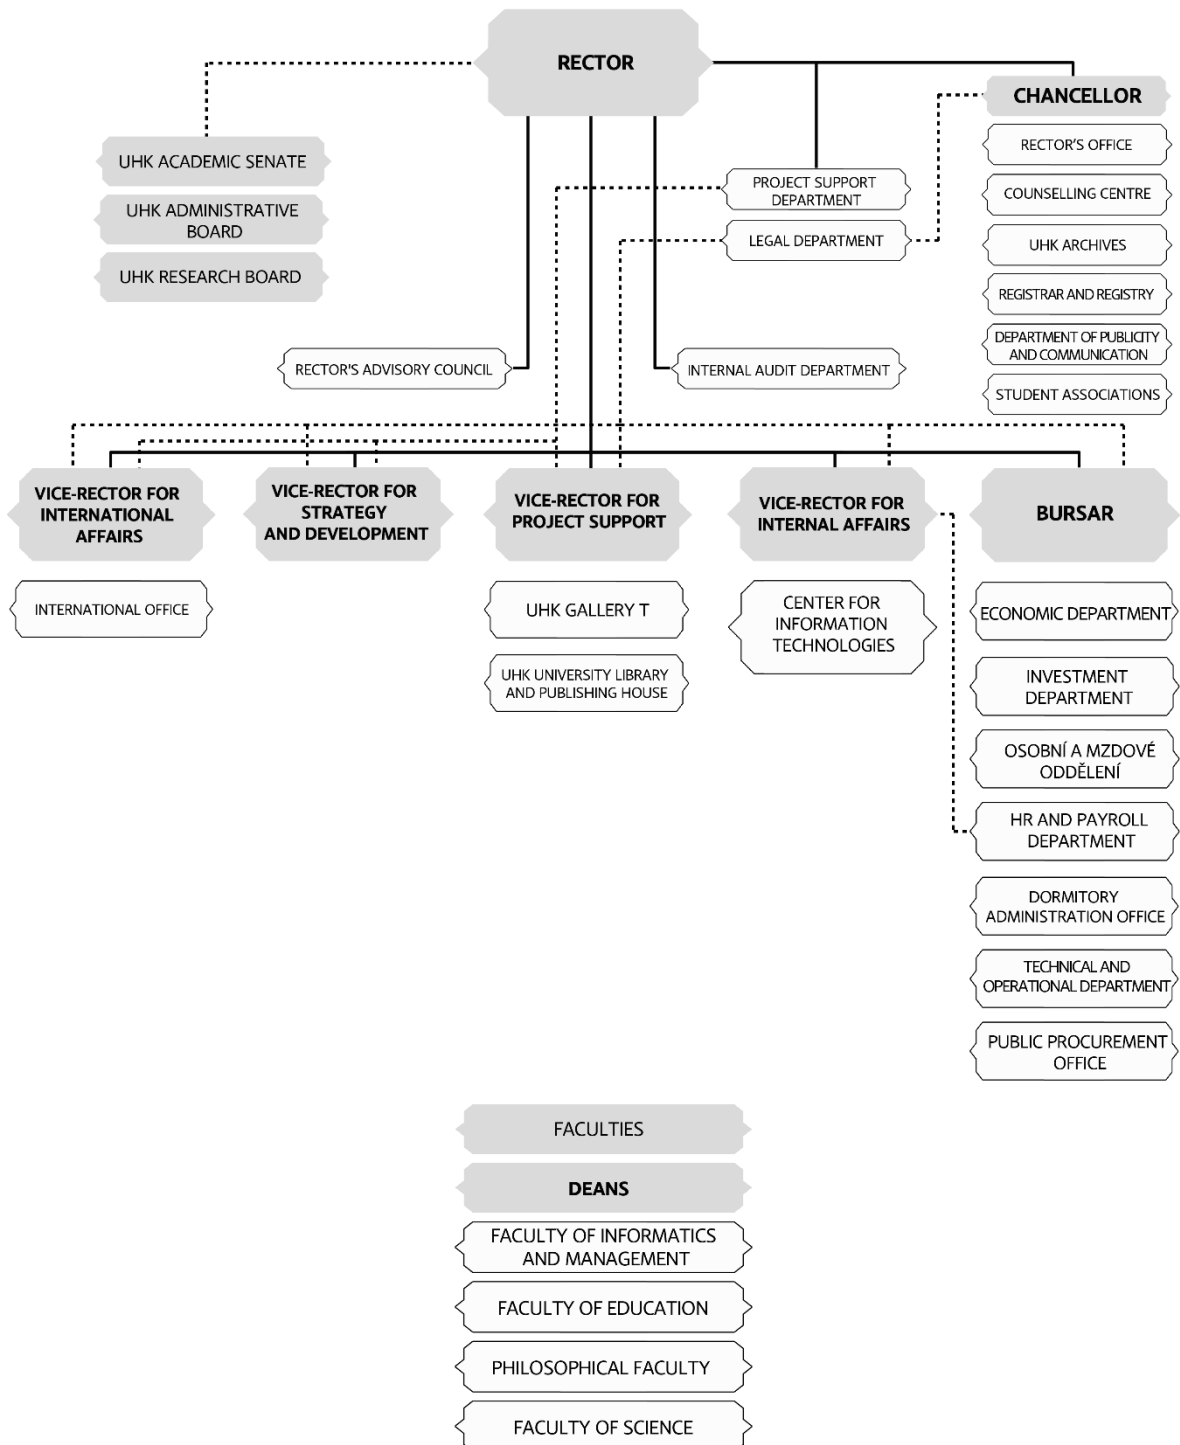 RECTOR
CHANCELLOR
RECTOR'S OFFICE
COUNSELLING CENTRE
UHK ARCHIVES
REGISTRAR AND REGISTRY
DEPARTMENT OF PUBLICITY
AND COMMUNICATION
STUDENT ASSOCIATIONS
UHK ACADEMIC SENATE
UHK ADMINISTRATIVE
BOARD
UHK RESEARCH BOARD
PROJECT SUPPORT
DEPARTMENT
LEGAL DEPARTMENT
RECTOR'S ADVISORY COUNCIL
INTERNAL AUDIT DEPARTMENT
VICE-RECTOR FOR
INTERNATIONAL
AFFAIRS
INTERNATIONAL OFFICE
VICE-RECTOR FOR
STRATEGY
AND DEVELOPMENT
VICE-RECTOR FOR
PROJECT SUPPORT
UHK GALLERY T
UHK UNIVERSITY LIBRARY
AND PUBLISHING HOUSE
VICE-RECTOR FOR
INTERNAL AFFAIRS
CENTER FOR
INFORMATION
TECHNOLOGIES
BURSAR
ECONOMIC DEPARTMENT
INVESTMENT
DEPARTMENT
OSOBNÍ A MZDOVÉ
ODDĚLENÍ
HR AND PAYROLL
DEPARTMENT
DORMITORY
ADMINISTRATION OFFICE
TECHNICAL AND
OPERATIONAL DEPARTMENT
PUBLIC PROCUREMENT
OFFICE
FACULTIES
DEANS
FACULTY OF INFORMATICS
AND MANAGEMENT
FACULTY OF EDUCATION
PHILOSOPHICAL FACULTY
FACULTY OF SCIENCE